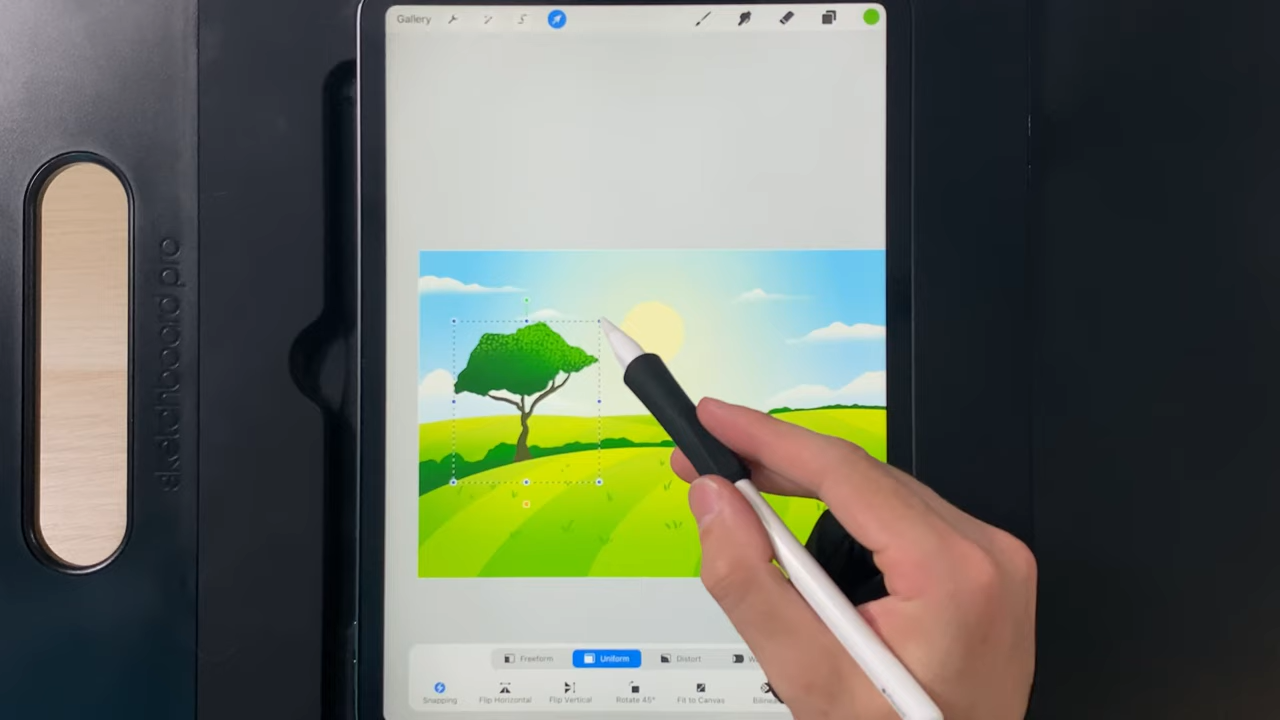 Gallery
sketchboard pro
Freeform
Uniform
Distort
Snapping
Flip Horizontal
Flip Vertical
Rotate 45°
Fit to Canvas